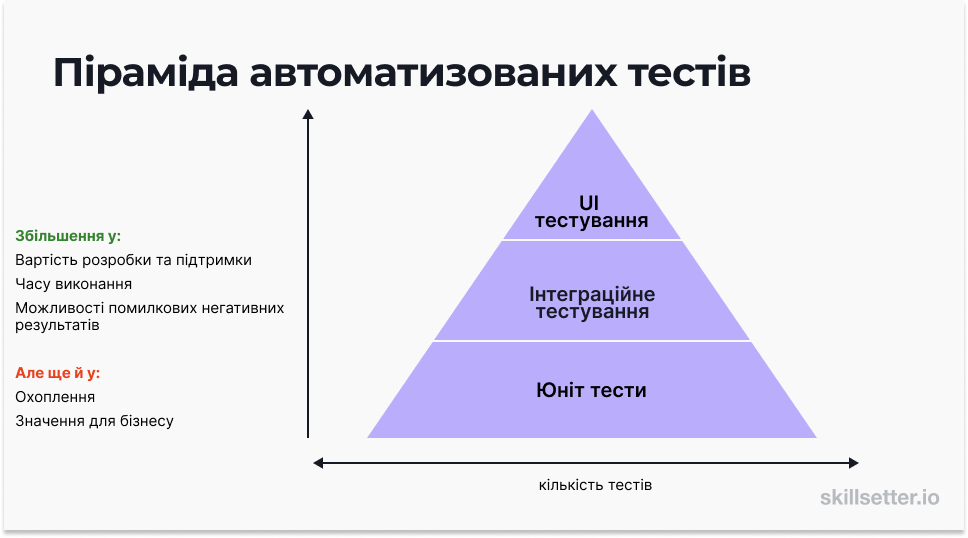 Піраміда автоматизованих тестів
UI
тестування
Інтеграційне
тестування
Юніт тести
Збільшення у:
Вартість розробки та підтримки
Часу виконання
Можливості помилкових негативних
результатів
Але ще й у:
Охоплення
Значення для бізнесу
кількість тестів
skillsetter.io